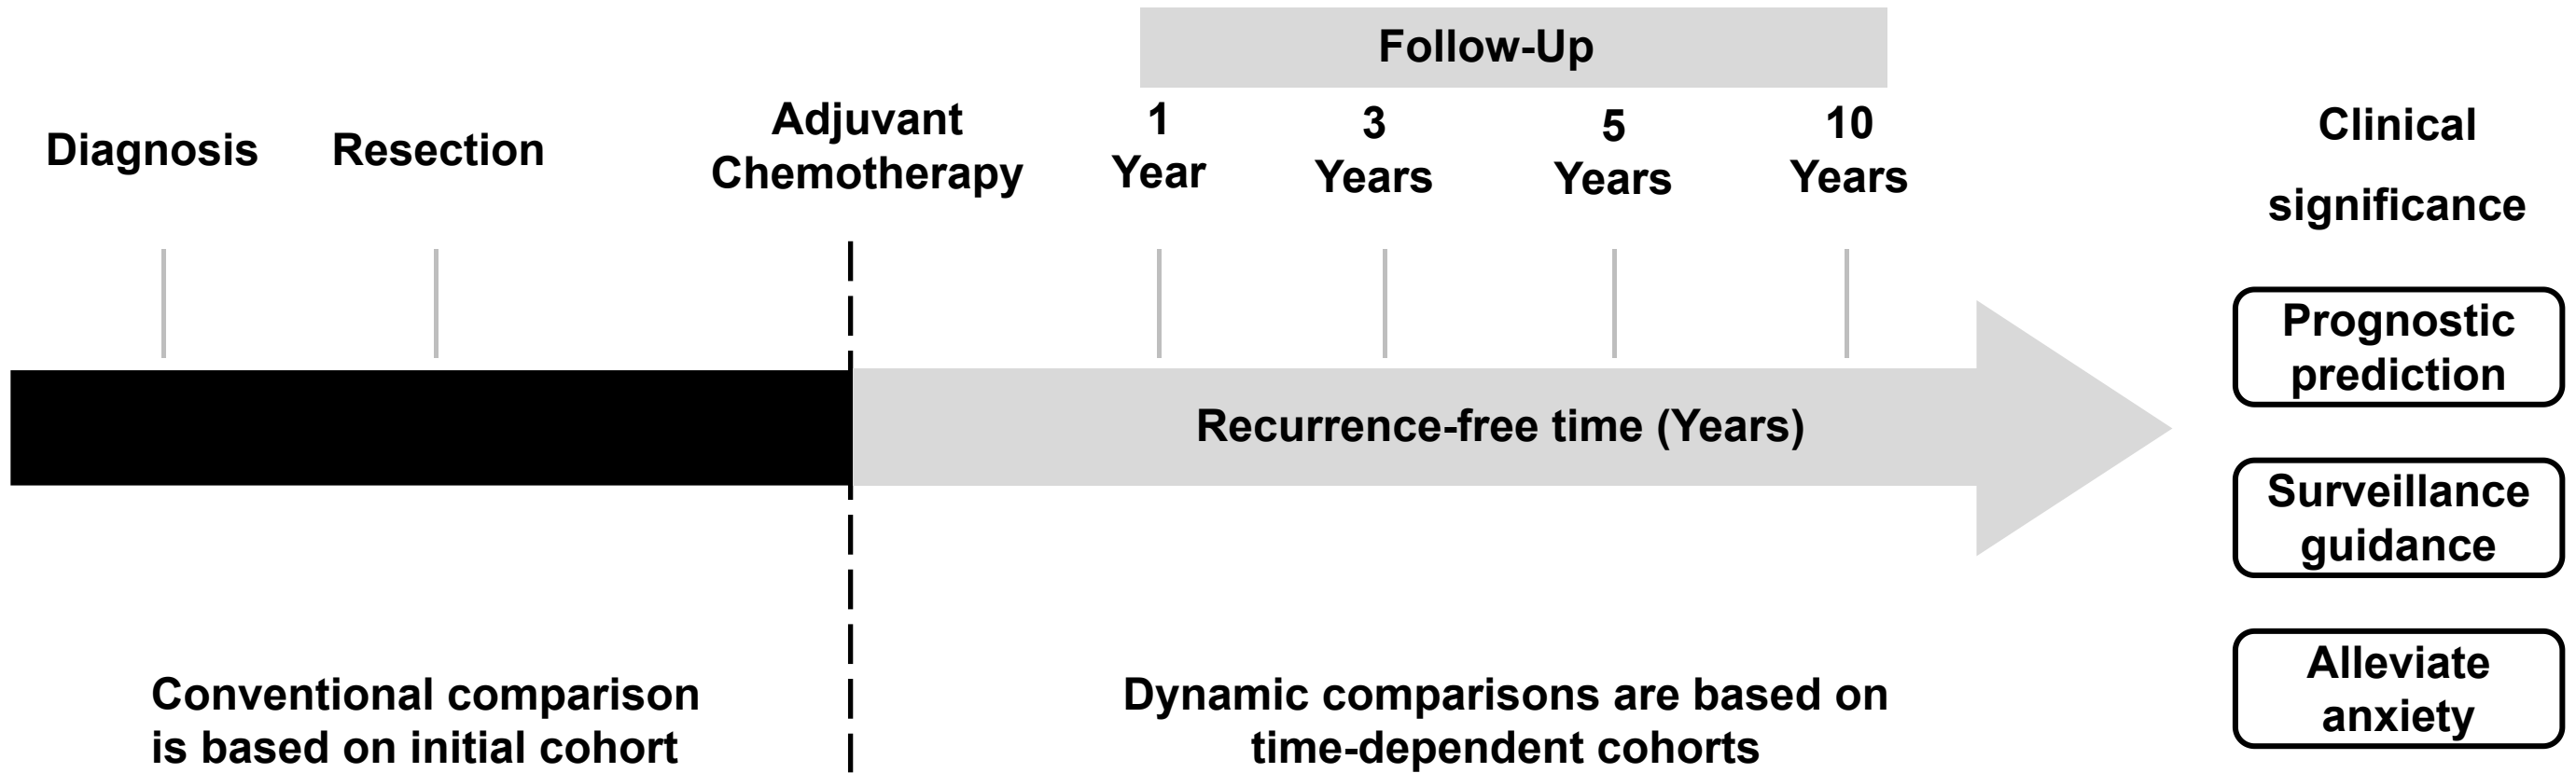 Follow-Up
Diagnosis
Resection
Adjuvant
Chemotherapy
1
Year
3
Years
5
Years
10
Years
Clinical
significance
Recurrence-free time (Years)
Prognostic
prediction
Surveillance
guidance
Alleviate
anxiety
Conventional comparison
is based on initial cohort
Dynamic comparisons are based on
time-dependent cohorts